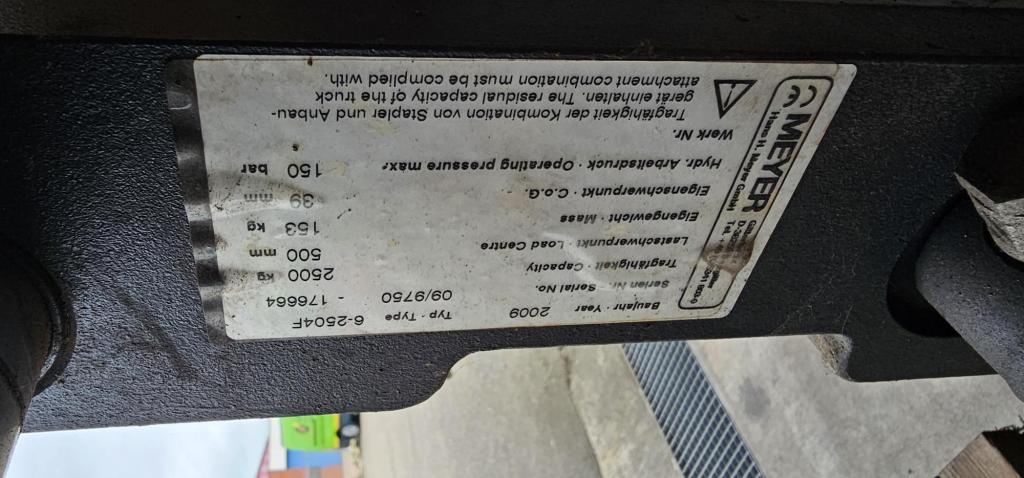 MEYER
Hans H. Meyer GmbH
Tel.
CE
Baujahr · Year 2009 Typ · Type 6-2504F
Serien Nr. · Serial No. 09/9750 - 176664
Tragfähigkeit · Capacity 2500 kg
Lastschwerpunkt · Load Centre 500 mm
Eigengewicht · Mass 153 kg
Eigenschwerpunkt · C.o.G. 39 mm
Hydr. Arbeitsdruck · Operating pressure max. 150 bar
Werk Nr.
Tragfähigkeit der Kombination von Stapler und Anbau-
gerät einhalten. The residual capacity of the truck
attachment combination must be complied with.